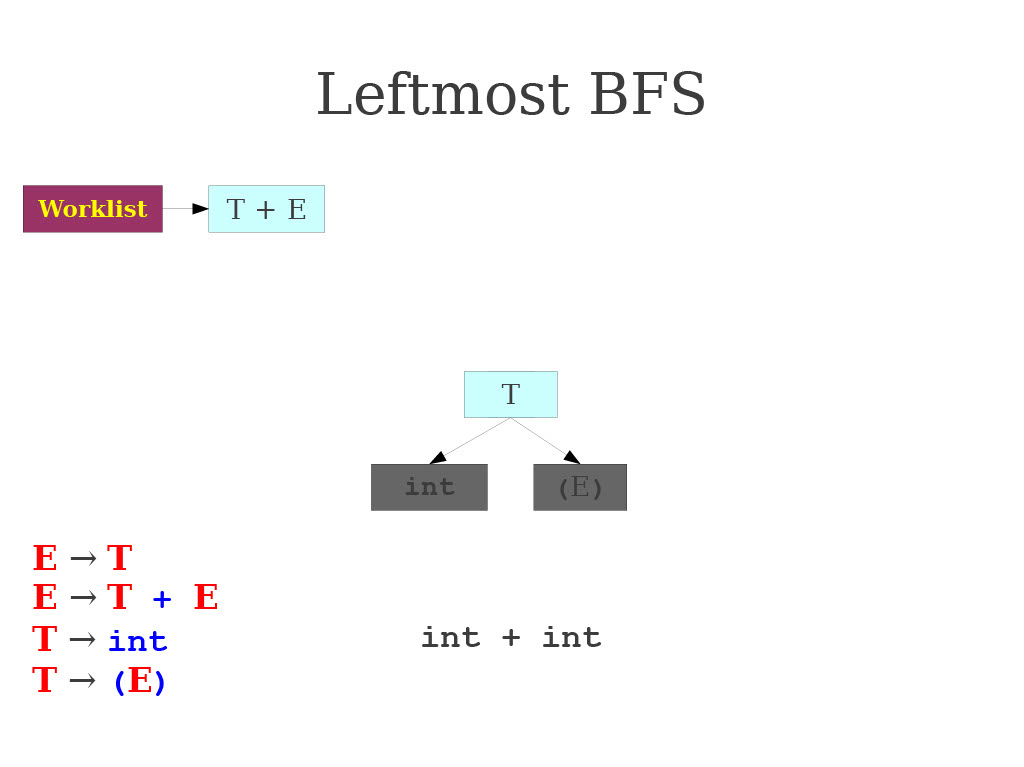 Leftmost BFS
Worklist
T + E
T
int
(E)
E → T
E → T + E
T → int
T → (E)
int + int